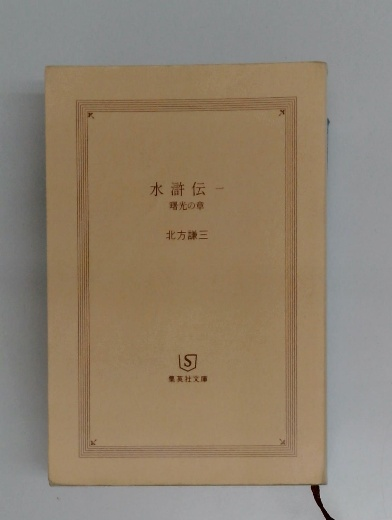 水滸伝 一
曙光の章
北方謙三
S
集英社文庫